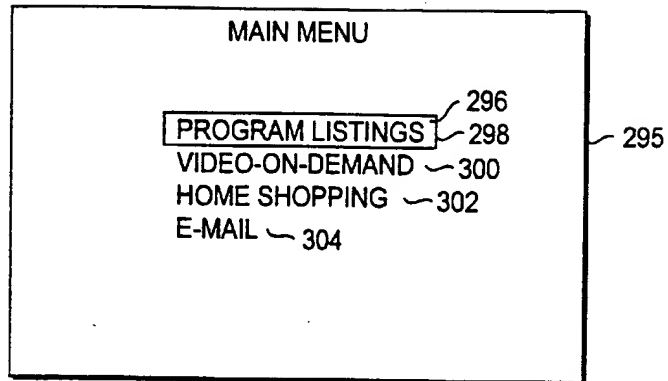 MAIN MENU
296
PROGRAM LISTINGS 298
295
VIDEO-ON-DEMAND 300
HOME SHOPPING 302
E-MAIL 304